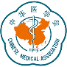 中华医学会
CHINESE MEDICAL ASSOCIATION